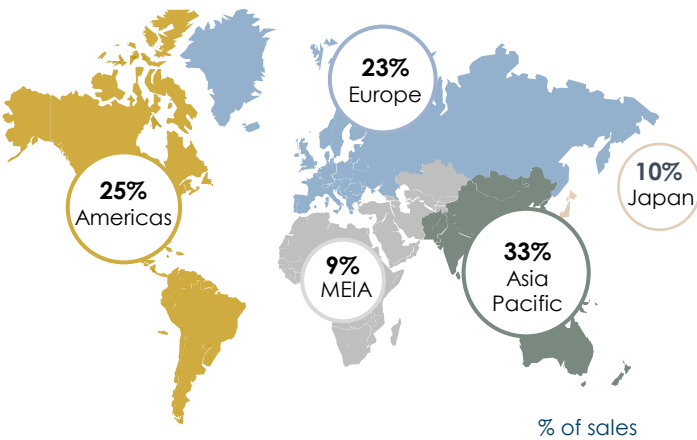 23%
Europe
10%
Japan
25%
Americas
33%
Asia
Pacific
9%
MEIA
% of sales